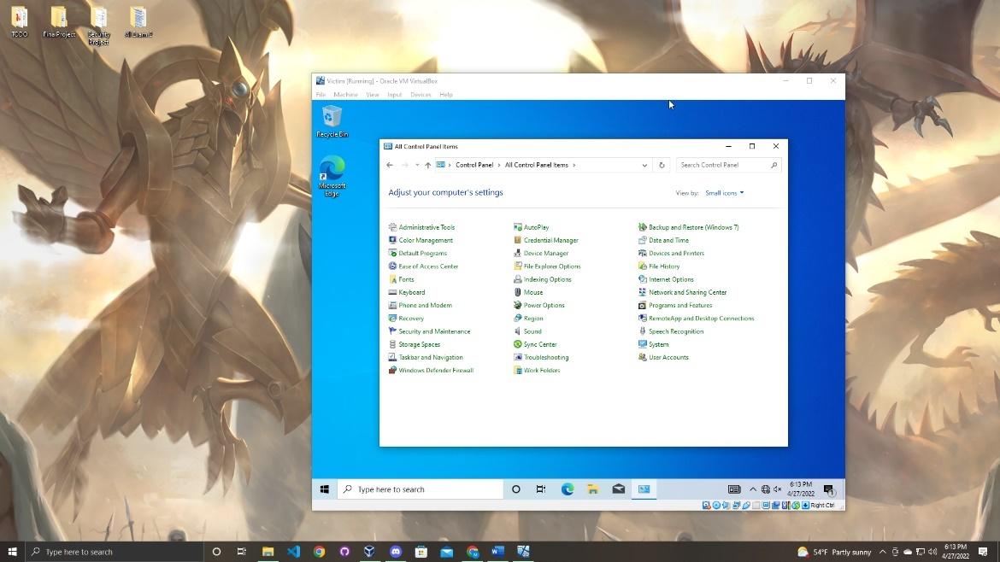 TODO
Fina Project
Security
Project
AI Exam 2
Victim [Running] - Oracle VM VirtualBox
File Machine View Input Devices Help
Recycle Bin
Microsoft
Edge
All Control Panel Items
Control Panel > All Control Panel Items >
Search Control Panel
Adjust your computer's settings
View by: Small icons
Administrative Tools
AutoPlay
Backup and Restore (Windows 7)
Color Management
Credential Manager
Date and Time
Default Programs
Device Manager
Devices and Printers
Ease of Access Center
File Explorer Options
File History
Fonts
Indexing Options
Internet Options
Keyboard
Mouse
Network and Sharing Center
Phone and Modem
Power Options
Programs and Features
Recovery
Region
RemoteApp and Desktop Connections
Security and Maintenance
Sound
Speech Recognition
Storage Spaces
Sync Center
System
Taskbar and Navigation
Troubleshooting
User Accounts
Windows Defender Firewall
Work Folders
Type here to search
6:13 PM
4/27/2022
1
Right Ctrl
Type here to search
54°F Partly sunny
6:13 PM
4/27/2022